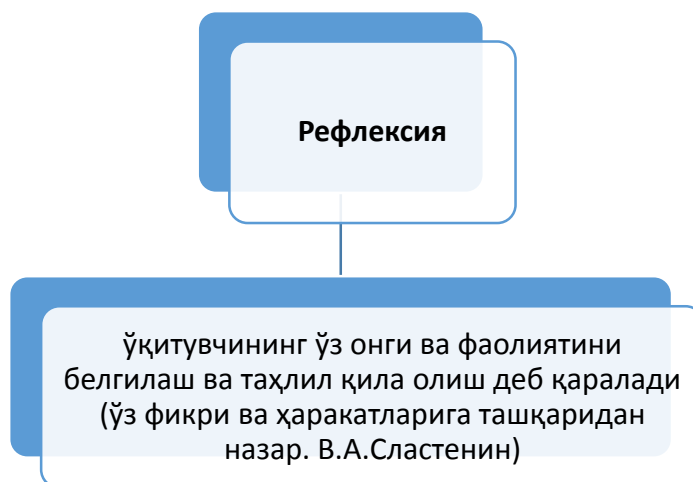 Рефлексия
ўқитувчининг ўз онги ва фаолиятини
белгилаш ва таҳлил қила олиш деб қаралади
(ўз фикри ва ҳаракатларига ташқаридан
назар. В.А.Сластенин)